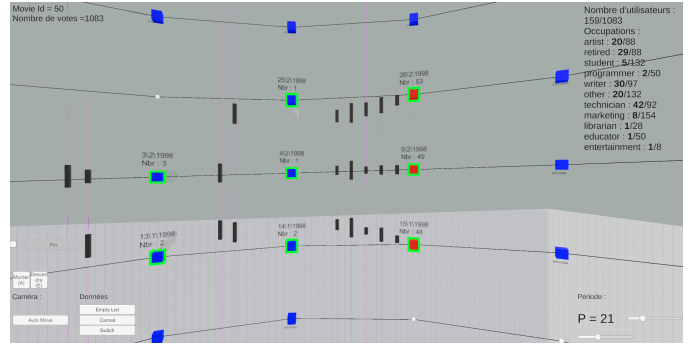 Movie Id = 50
Nombre de votes =1083
Nombre d'utilisateurs :
159/1083
Occupations :
artist : 20/88
retired : 29/88
student : 5/132
programmer : 2/50
writer : 30/97
other : 20/132
technician : 42/92
marketing : 8/154
librarian : 1/28
educator : 1/50
entertainment : 1/8
25\2\1998
Nbr : 1
26\2\1998
Nbr : 53
3\2\1998
Nbr : 3
4\2\1998
Nbr : 1
5\2\1998
Nbr : 49
13\1\1998
Nbr : 2
14\1\1998
Nbr : 2
15\1\1998
Nbr : 48
Fin
Monter
(A)
Descen
dre
(E)
Caméra :
Auto Move
Données
Empty List
Cancel
Switch
Période :
P = 21